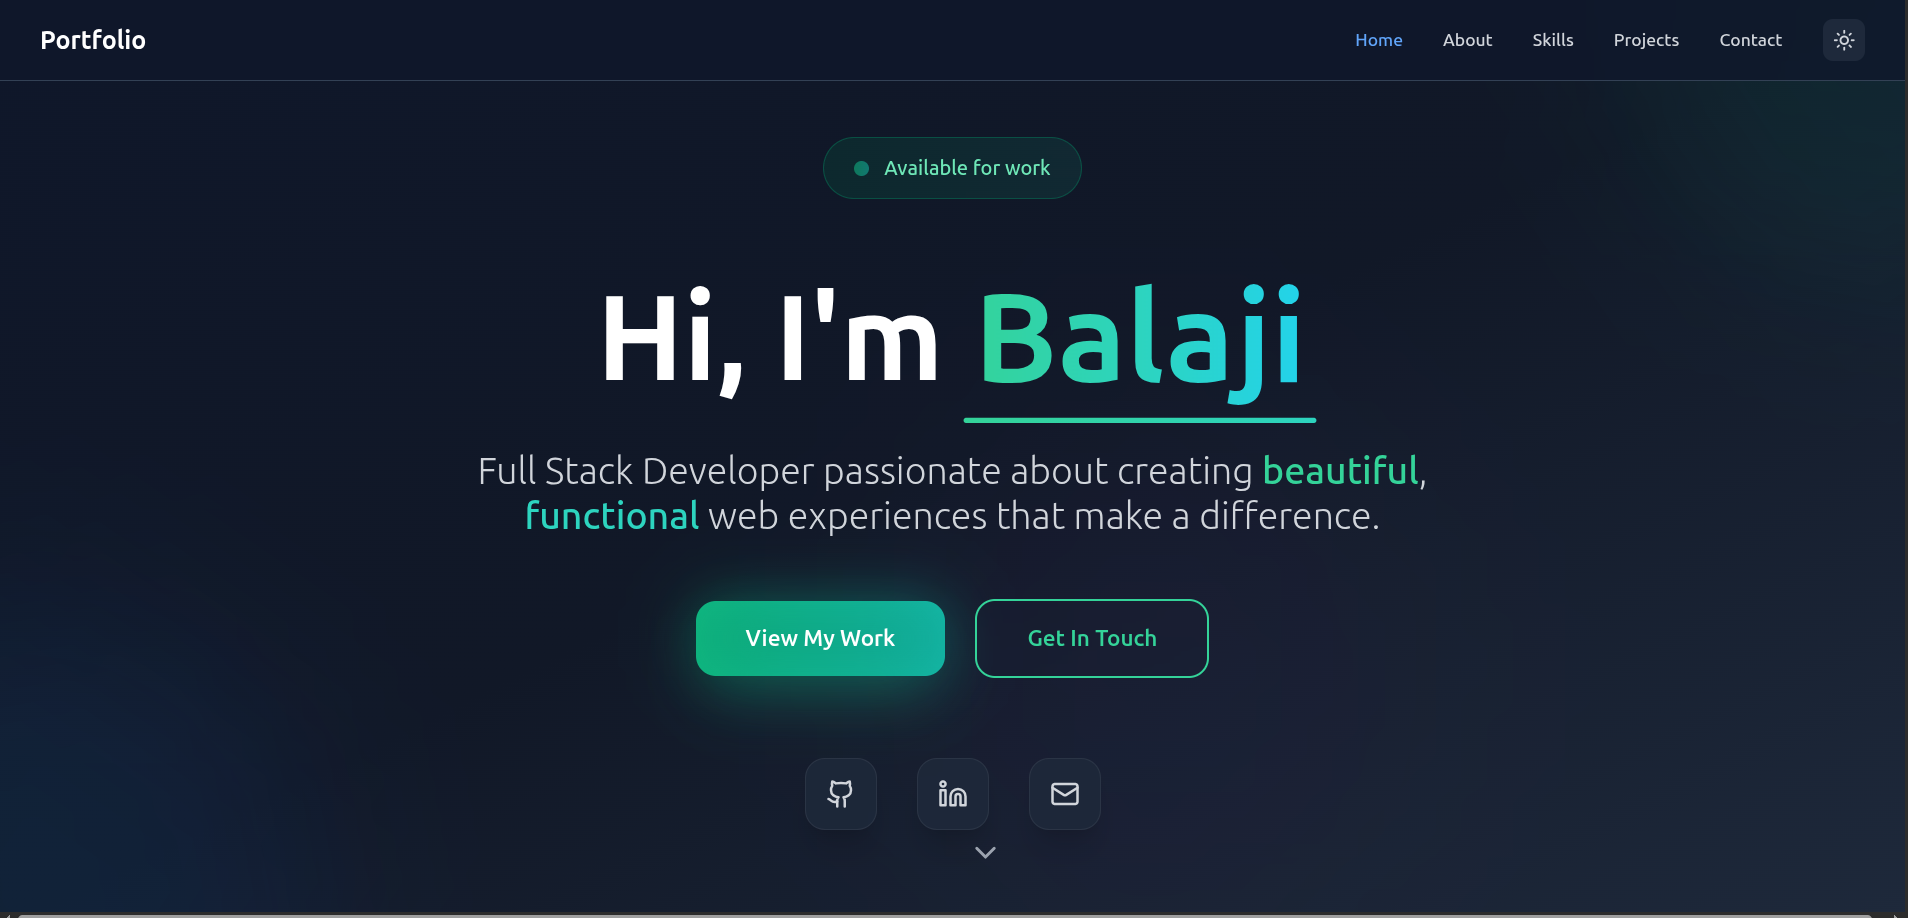 Portfolio
Home
About
Skills
Projects
Contact
Available for work
Hi, I'm Balaji
Full Stack Developer passionate about creating beautiful,
functional web experiences that make a difference.
View My Work
Get In Touch